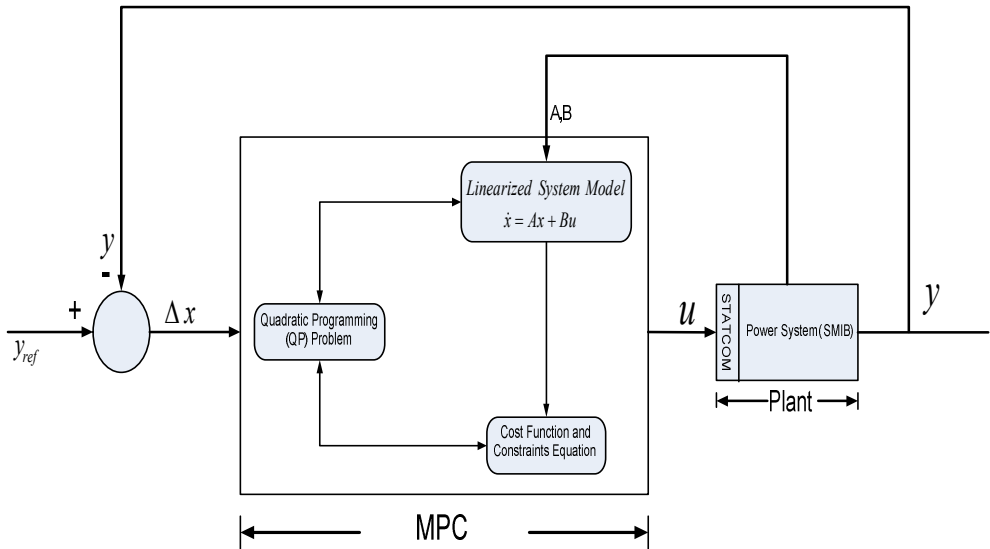 A,B
Linearized System Model
ẋ = Ax + Bu
y
-
+
y_ref
Δx
Quadratic Programming
(QP) Problem
u
STATCOM
Power System(SMIB)
y
Plant
Cost Function and
Constraints Equation
MPC